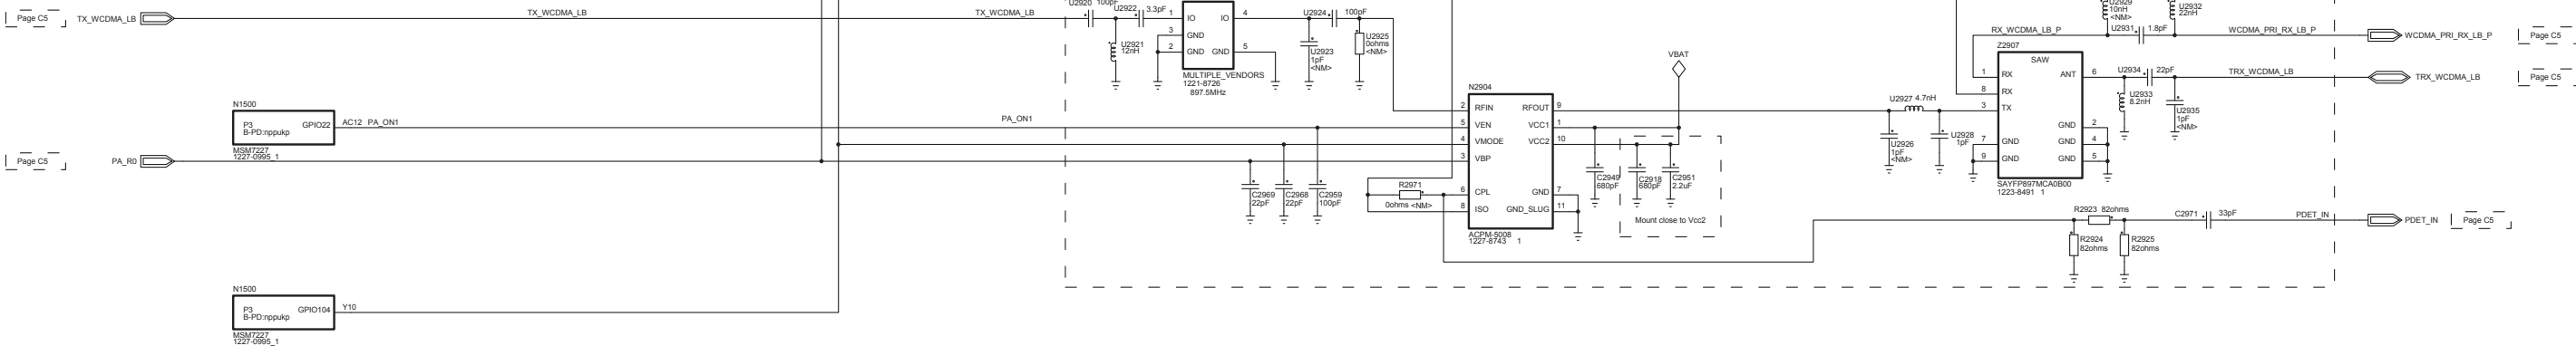 Page C5
TX_WCDMA_LB
TX_WCDMA_LB
TX_WCDMA_LB
U2920 100pF
U2922 3.3pF
U2921
12nH
1 IO
IO 4
3 GND
2 GND
GND 5
MULTIPLE_VENDORS
1221-8726
897.5MHz
U2924 100pF
U2923
1pF
<NM>
U2925
0ohms
<NM>
N1500
P3
B-PD:nppukp
GPIO22
AC12 PA_ON1
MSM7227
1227-0995_1
PA_ON1
Page C5
PA_R0
C2969
22pF
C2968
22pF
C2959
100pF
R2971
0ohms <NM>
N2904
2 RFIN
5 VEN
4 VMODE
3 VBP
6 CPL
8 ISO
RFOUT 9
VCC1 1
VCC2 10
GND 7
GND_SLUG 11
ACPM-5008
1227-8743 1
VBAT
C2949
680pF
C2918
680pF
C2951
2.2uF
Mount close to Vcc2
U2927 4.7nH
U2926
1pF
<NM>
U2928
1pF
U2929
10nH
<NM>
U2932
22nH
RX_WCDMA_LB_P
U2931 1.8pF
WCDMA_PRI_RX_LB_P
WCDMA_PRI_RX_LB_P
Page C5
Z2907
SAW
1 RX
8 RX
3 TX
7 GND
9 GND
ANT 6
GND 2
GND 4
GND 5
SAYFP897MCA0B00
1223-8491 1
U2934 22pF
TRX_WCDMA_LB
TRX_WCDMA_LB
Page C5
U2933
8.2nH
U2935
1pF
<NM>
R2923 82ohms
C2971 33pF
PDET_IN
PDET_IN
Page C5
R2924
82ohms
R2925
82ohms
N1500
P3
B-PD:nppukp
GPIO104
Y10
MSM7227
1227-0995_1